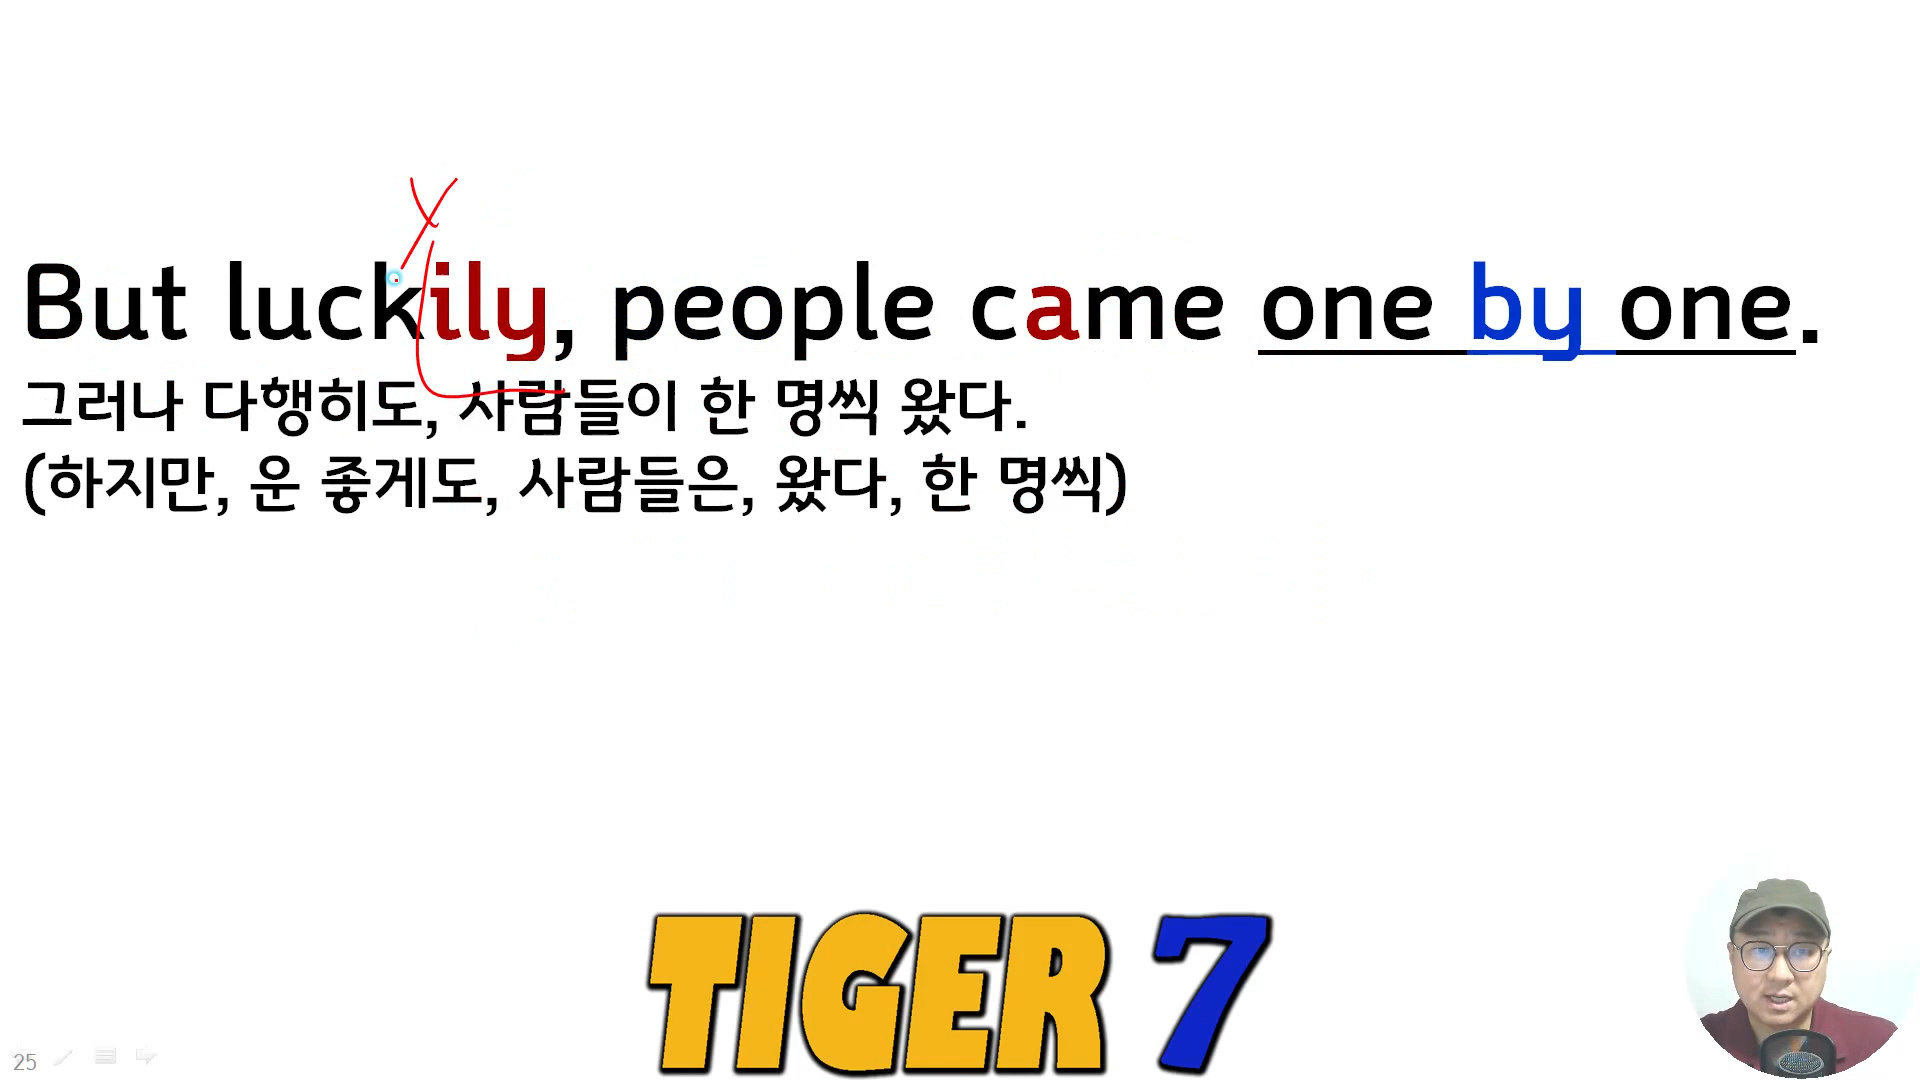 y
But luckily, people came one by one.
그러나 다행히도, 사람들이 한 명씩 왔다.
(하지만, 운 좋게도, 사람들은, 왔다, 한 명씩)
TIGER 7
25